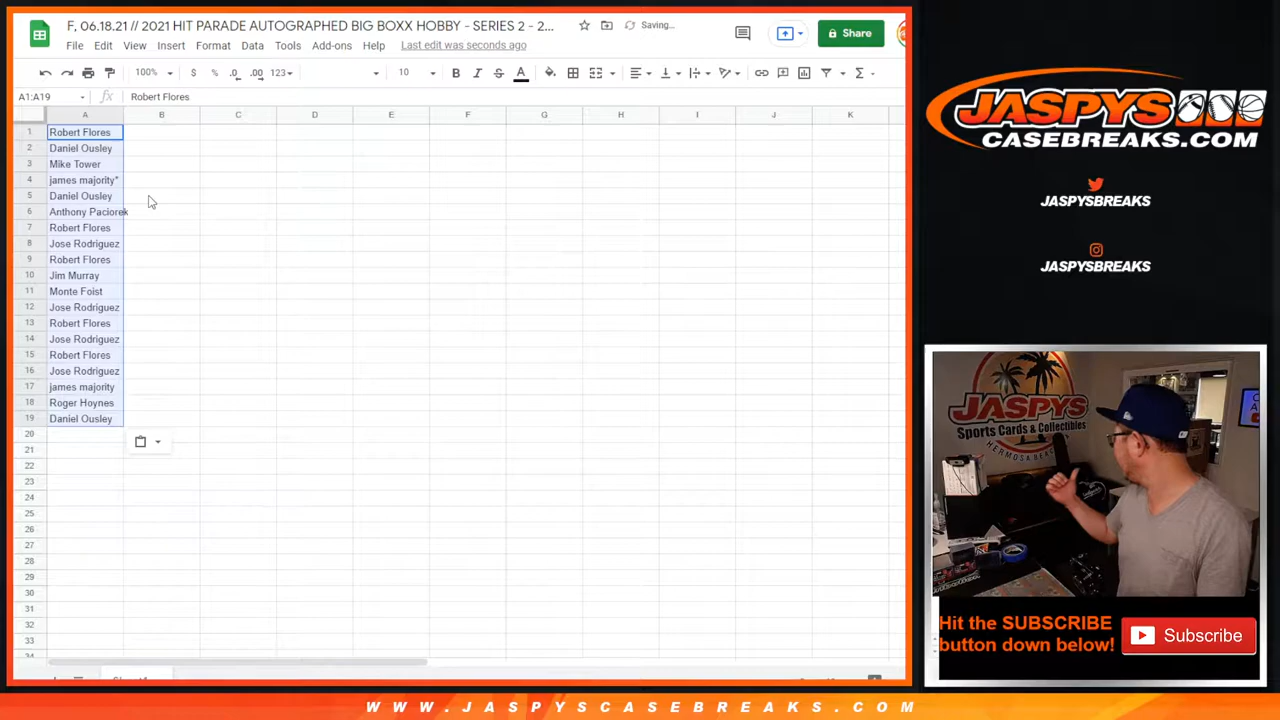 F, 06.18.21 // 2021 HIT PARADE AUTOGRAPHED BIG BOXX HOBBY - SERIES 2 - 2...
Saving...
Share
File Edit View Insert Format Data Tools Add-ons Help Last edit was seconds ago
100% $ % .0 .00 123 10 B I S A
A1:A19 fx Robert Flores
A B C D E F G H I J K
1 Robert Flores
2 Daniel Ousley
3 Mike Tower
4 james majority*
5 Daniel Ousley
6 Anthony Paciorek
7 Robert Flores
8 Jose Rodriguez
9 Robert Flores
10 Jim Murray
11 Monte Foist
12 Jose Rodriguez
13 Robert Flores
14 Jose Rodriguez
15 Robert Flores
16 Jose Rodriguez
17 james majority
18 Roger Hoynes
19 Daniel Ousley
20
21
22
23
24
25
26
27
28
29
30
31
32
33
JASPYS
CASEBREAKS.COM
JASPYSBREAKS
JASPYSBREAKS
JASPYS
Sports Cards & Collectibles
HERMOSA BEACH
Hit the SUBSCRIBE
button down below!
Subscribe
WWW.JASPYSCASEBREAKS.COM